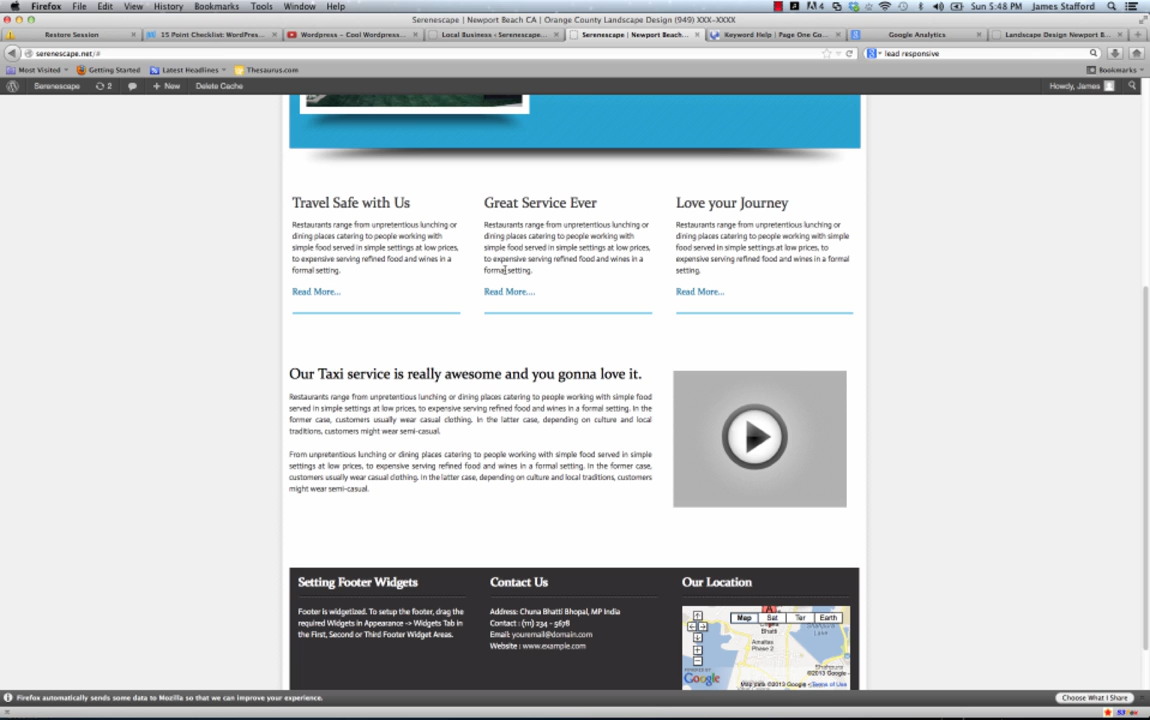 Firefox File Edit View History Bookmarks Tools Window Help 4 Sun 5:48 PM James Stafford
Serenescape | Newport Beach CA | Orange County Landscape Design (949) XXX-XXXX
Restore Session 15 Point Checklist: WordPres... Wordpress – Cool Wordpress... Local Business ‹ Serenescape... Serenescape | Newport Beach... Keyword Help | Page One Go... Google Analytics Landscape Design Newport B...
serenescape.net/# lead responsive
Most Visited Getting Started Latest Headlines Thesaurus.com Bookmarks
Serenescape 2 + New Delete Cache Howdy, James
Travel Safe with Us Great Service Ever Love your Journey
Restaurants range from unpretentious lunching or Restaurants range from unpretentious lunching or Restaurants range from unpretentious lunching or
dining places catering to people working with dining places catering to people working with dining places catering to people working with simple
simple food served in simple settings at low prices, simple food served in simple settings at low prices, food served in simple settings at low prices, to
to expensive serving refined food and wines in a to expensive serving refined food and wines in a expensive serving refined food and wines in a formal
formal setting. formal setting. setting.
Read More... Read More.... Read More...
Our Taxi service is really awesome and you gonna love it.
Restaurants range from unpretentious lunching or dining places catering to people working with simple food
served in simple settings at low prices, to expensive serving refined food and wines in a formal setting. In the
former case, customers usually wear casual clothing. In the latter case, depending on culture and local
traditions, customers might wear semi-casual.
From unpretentious lunching or dining places catering to people working with simple food served in simple
settings at low prices, to expensive serving refined food and wines in a formal setting. In the former case,
customers usually wear casual clothing. In the latter case, depending on culture and local traditions, customers
might wear semi-casual.
Setting Footer Widgets Contact Us Our Location
Footer is widgetized. To setup the footer, drag the Address: Chuna Bhatti Bhopal, MP India
required Widgets in Appearance -> Widgets Tab in Contact : (111) 234 - 5678
the First, Second or Third Footer Widget Areas. Email: youremail@domain.com
Website : www.example.com
Map Sat Ter Earth
Chuna
Bhatti
Amaltas
Phase 2
Shahpura
Lake
Shahpura
©2013 Google -
POWERED BY
Google
Map data ©2013 Google - Terms of Use
Firefox automatically sends some data to Mozilla so that we can improve your experience. Choose What I Share